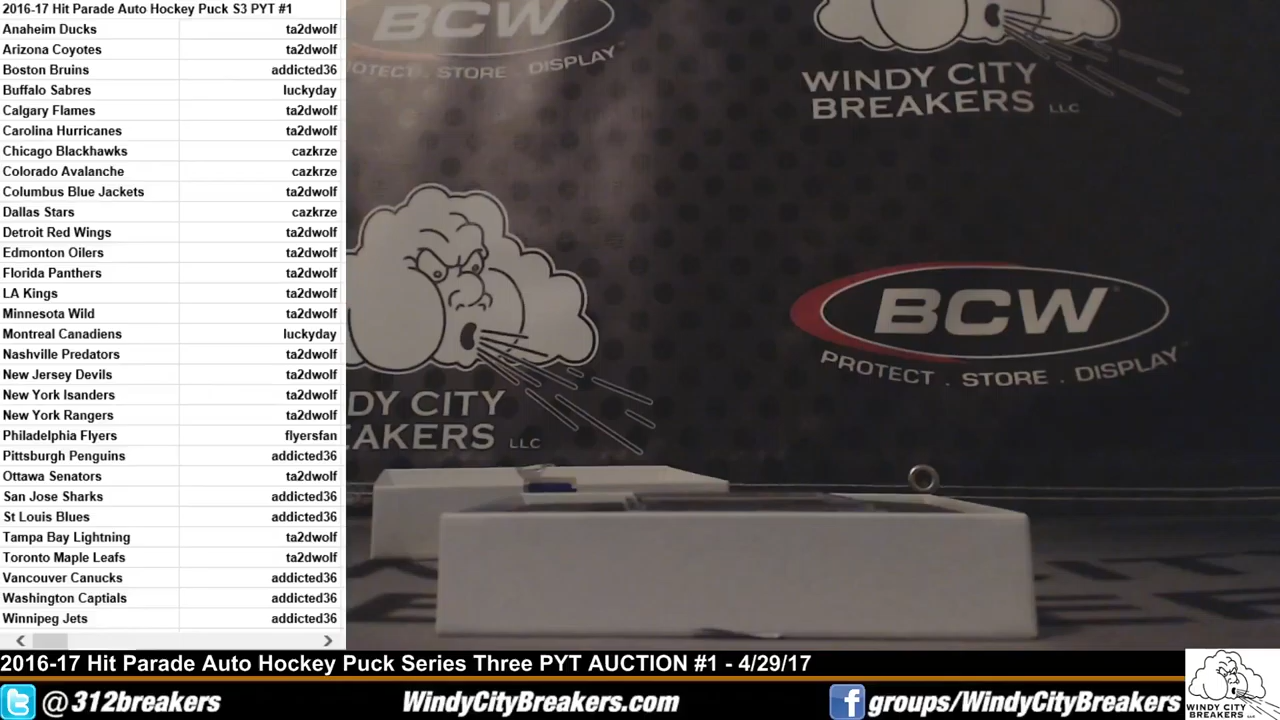 2016-17 Hit Parade Auto Hockey Puck S3 PYT #1
Anaheim Ducks ta2dwolf
Arizona Coyotes ta2dwolf
Boston Bruins addicted36
Buffalo Sabres luckyday
Calgary Flames ta2dwolf
Carolina Hurricanes ta2dwolf
Chicago Blackhawks cazkrze
Colorado Avalanche cazkrze
Columbus Blue Jackets ta2dwolf
Dallas Stars cazkrze
Detroit Red Wings ta2dwolf
Edmonton Oilers ta2dwolf
Florida Panthers ta2dwolf
LA Kings ta2dwolf
Minnesota Wild ta2dwolf
Montreal Canadiens luckyday
Nashville Predators ta2dwolf
New Jersey Devils ta2dwolf
New York Isanders ta2dwolf
New York Rangers ta2dwolf
Philadelphia Flyers flyersfan
Pittsburgh Penguins addicted36
Ottawa Senators ta2dwolf
San Jose Sharks addicted36
St Louis Blues addicted36
Tampa Bay Lightning ta2dwolf
Toronto Maple Leafs ta2dwolf
Vancouver Canucks addicted36
Washington Captials addicted36
Winnipeg Jets addicted36
BCW
OTECT . STORE . DISPLAY
WINDY CITY
BREAKERS LLC
BCW
PROTECT . STORE . DISPLAY
DY CITY
EAKERS LLC
2016-17 Hit Parade Auto Hockey Puck Series Three PYT AUCTION #1 - 4/29/17
@312breakers WindyCityBreakers.com groups/WindyCityBreakers
WINDY CITY
BREAKERS LLC